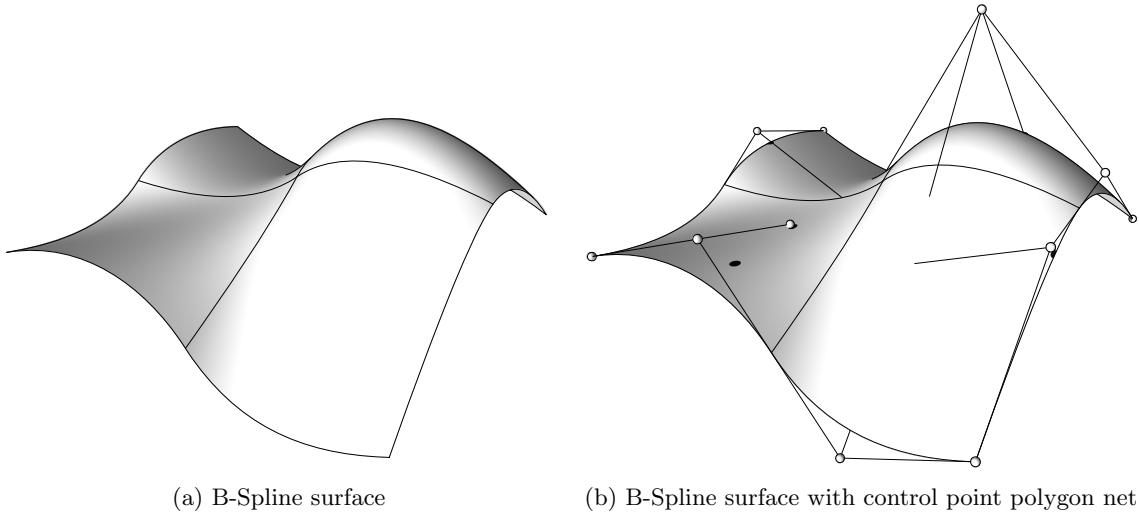 (a) B-Spline surface
(b) B-Spline surface with control point polygon net